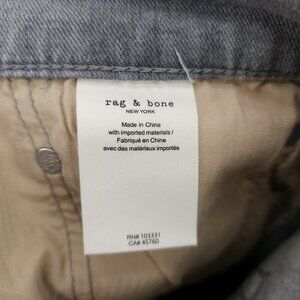 rag & bone
NEW YORK
Made in China
with imported materials /
Fabriqué en Chine
avec des matériaux importés
RN# 103331
CA# 45760